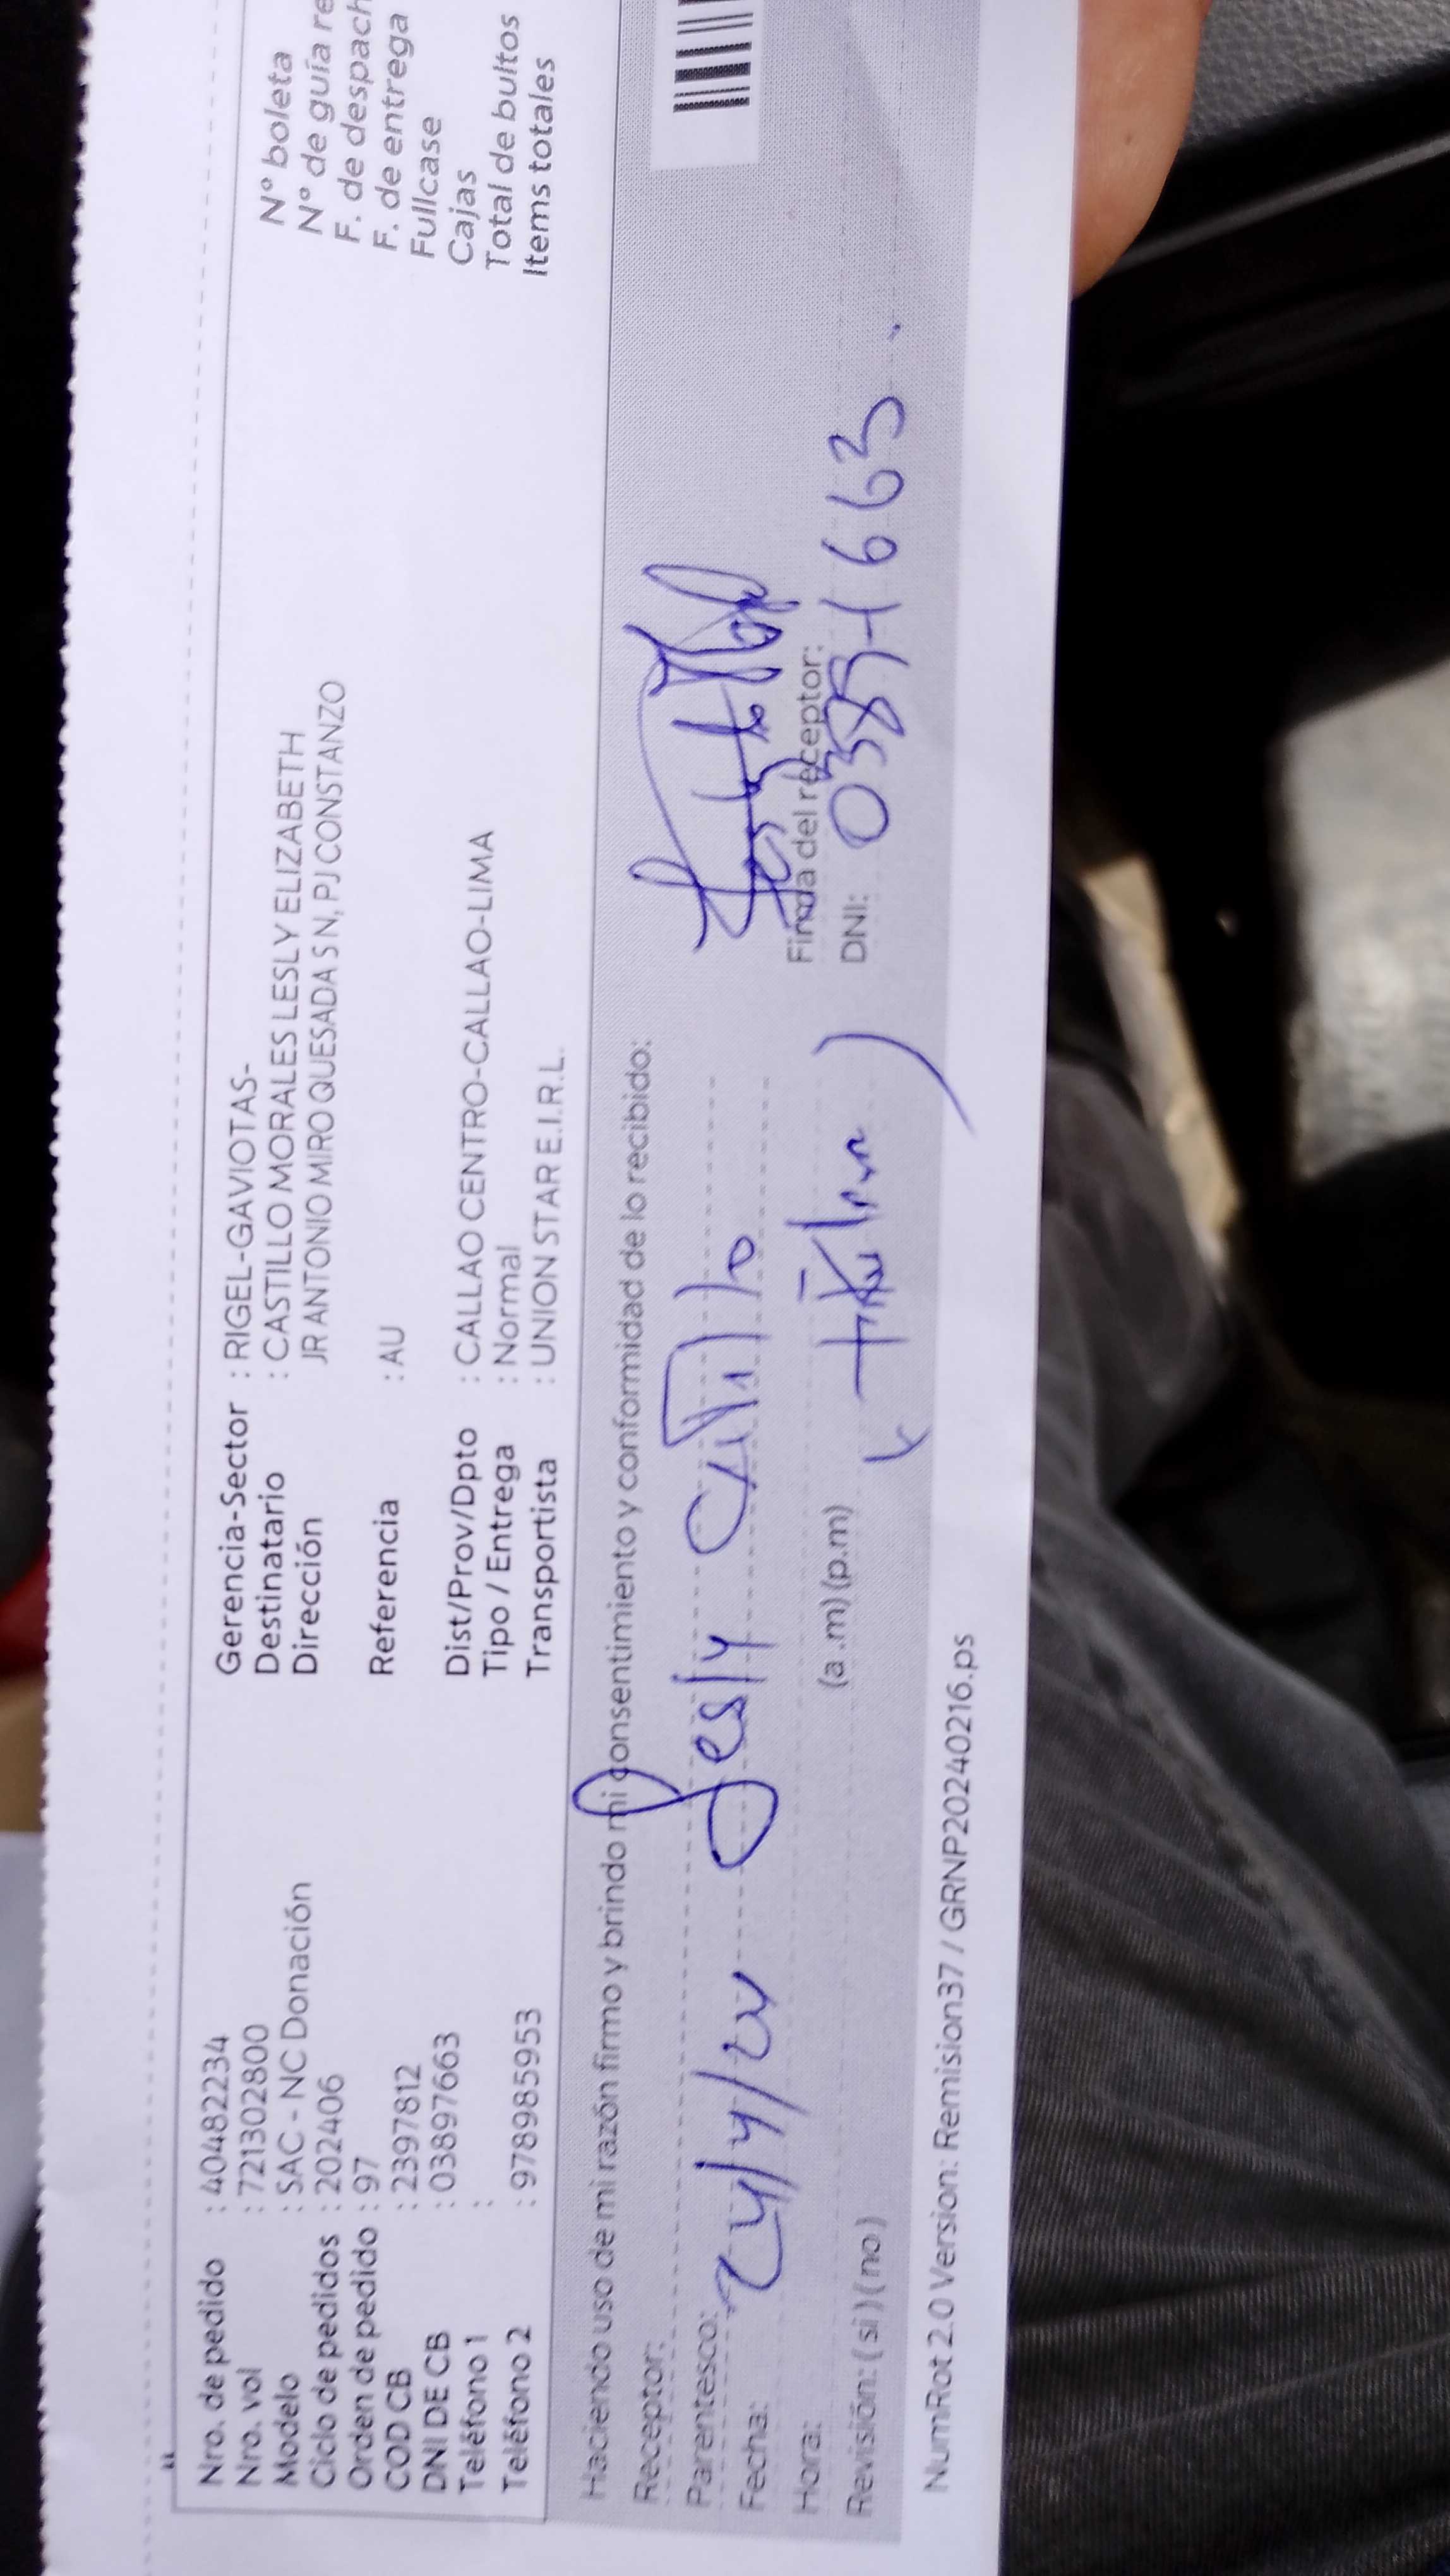 Nro. de pedido : 40482234
Nro. vol : 721302800
Modelo : SAC - NC Donación
Ciclo de pedidos : 202406
Orden de pedido : 97
COD CB : 2397812
DNI DE CB : 03897663
Teléfono 1 :
Teléfono 2 : 978985953
Gerencia-Sector : RIGEL-GAVIOTAS-
Destinatario : CASTILLO MORALES LESLY ELIZABETH
Dirección JR ANTONIO MIRO QUESADA S N, PJ CONSTANZO
Referencia : AU
Dist/Prov/Dpto : CALLAO CENTRO-CALLAO-LIMA
Tipo / Entrega : Normal
Transportista : UNION STAR E.I.R.L.
N° boleta
N° de guía re
F. de despach
F. de entrega
Fullcase
Cajas
Total de bultos
Items totales
Haciendo uso de mi razón firmo y brindo mi consentimiento y conformidad de lo recibido:
Receptor:
Parentesco: Lesly
Fecha: 24/4/24
Hora: (a .m) (p.m)
Revisión: ( si ) ( no )
Firma del receptor:
DNI:
NumRot 2.0 Version: Remision37 / GRNP20240216.ps